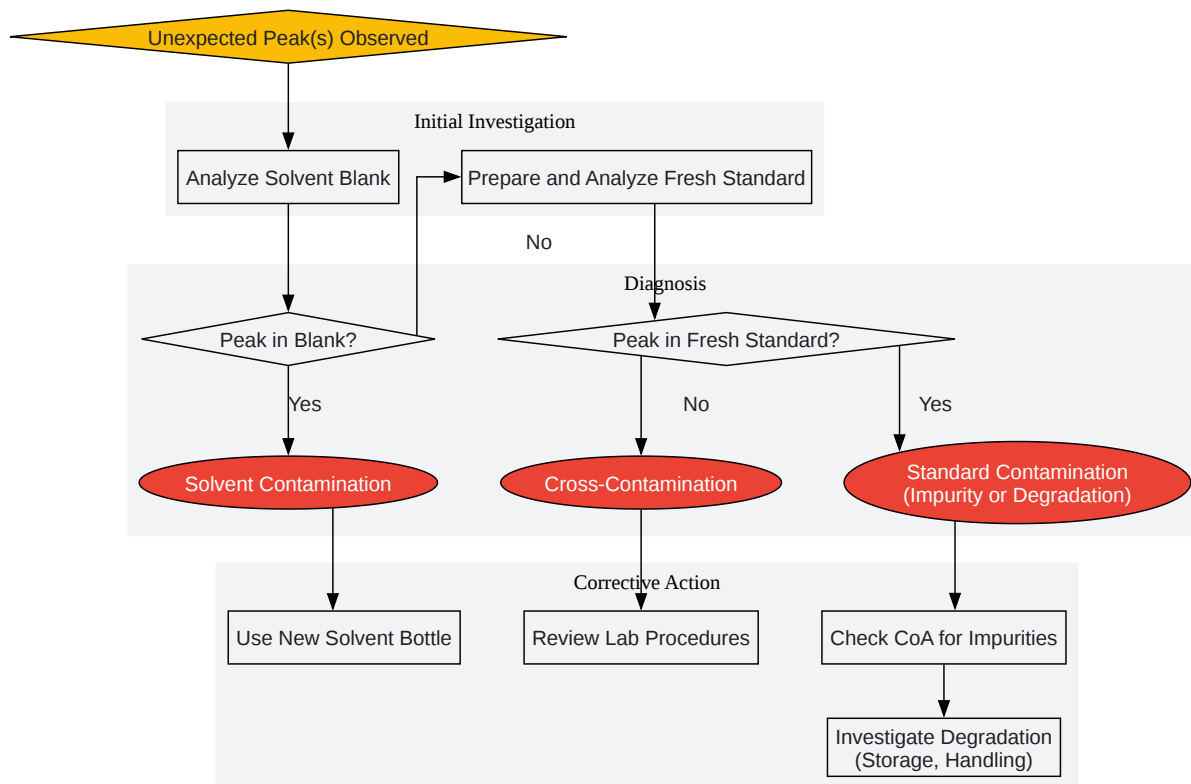 Unexpected Peak(s) Observed
Initial Investigation
Analyze Solvent Blank
Prepare and Analyze Fresh Standard
No
Diagnosis
Peak in Blank?
Peak in Fresh Standard?
Yes
No
Yes
Solvent Contamination
Cross-Contamination
Standard Contamination
(Impurity or Degradation)
Corrective Action
Use New Solvent Bottle
Review Lab Procedures
Check CoA for Impurities
Investigate Degradation
(Storage, Handling)